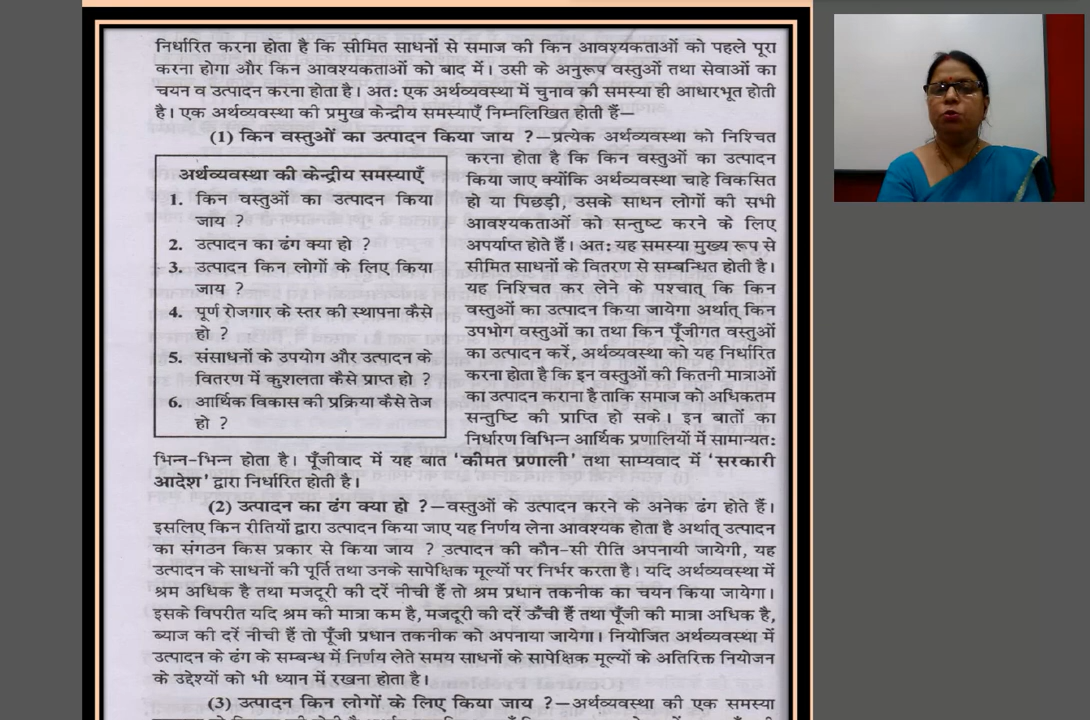 निर्धारित करना होता है कि सीमित साधनों से समाज की किन आवश्यकताओं को पहले पूरा
करना होगा और किन आवश्यकताओं को बाद में। उसी के अनुरूप वस्तुओं तथा सेवाओं का
चयन व उत्पादन करना होता है। अत: एक अर्थव्यवस्था में चुनाव की समस्या ही आधारभूत होती
है। एक अर्थव्यवस्था की प्रमुख केन्द्रीय समस्याएँ निम्नलिखित होती हैं—
(1) किन वस्तुओं का उत्पादन किया जाय ?—प्रत्येक अर्थव्यवस्था को निश्चित
अर्थव्यवस्था की केन्द्रीय समस्याएँ
1. किन वस्तुओं का उत्पादन किया
जाय ?
2. उत्पादन का ढंग क्या हो ?
3. उत्पादन किन लोगों के लिए किया
जाय ?
4. पूर्ण रोजगार के स्तर की स्थापना कैसे
हो ?
5. संसाधनों के उपयोग और उत्पादन के
वितरण में कुशलता कैसे प्राप्त हो ?
6. आर्थिक विकास की प्रक्रिया कैसे तेज
हो ?
करना होता है कि किन वस्तुओं का उत्पादन
किया जाए क्योंकि अर्थव्यवस्था चाहे विकसित
हो या पिछड़ी, उसके साधन लोगों की सभी
आवश्यकताओं को सन्तुष्ट करने के लिए
अपर्याप्त होते हैं। अत: यह समस्या मुख्य रूप से
सीमित साधनों के वितरण से सम्बन्धित होती है।
यह निश्चित कर लेने के पश्चात् कि किन
वस्तुओं का उत्पादन किया जायेगा अर्थात् किन
उपभोग वस्तुओं का तथा किन पूँजीगत वस्तुओं
का उत्पादन करें, अर्थव्यवस्था को यह निर्धारित
करना होता है कि इन वस्तुओं की कितनी मात्राओं
का उत्पादन कराना है ताकि समाज को अधिकतम
सन्तुष्टि की प्राप्ति हो सके। इन बातों का
निर्धारण विभिन्न आर्थिक प्रणालियों में सामान्यत:
भिन्न-भिन्न होता है। पूँजीवाद में यह बात 'कीमत प्रणाली' तथा साम्यवाद में 'सरकारी
आदेश' द्वारा निर्धारित होती है।
(2) उत्पादन का ढंग क्या हो ?—वस्तुओं के उत्पादन करने के अनेक ढंग होते हैं।
इसलिए किन रीतियों द्वारा उत्पादन किया जाए यह निर्णय लेना आवश्यक होता है अर्थात् उत्पादन
का संगठन किस प्रकार से किया जाय ? उत्पादन की कौन-सी रीति अपनायी जायेगी, यह
उत्पादन के साधनों की पूर्ति तथा उनके सापेक्षिक मूल्यों पर निर्भर करता है। यदि अर्थव्यवस्था में
श्रम अधिक है तथा मजदूरी की दरें नीची हैं तो श्रम प्रधान तकनीक का चयन किया जायेगा।
इसके विपरीत यदि श्रम की मात्रा कम है, मजदूरी की दरें ऊँची हैं तथा पूँजी की मात्रा अधिक है,
ब्याज की दरें नीची हैं तो पूँजी प्रधान तकनीक को अपनाया जायेगा। नियोजित अर्थव्यवस्था में
उत्पादन के ढंग के सम्बन्ध में निर्णय लेते समय साधनों के सापेक्षिक मूल्यों के अतिरिक्त नियोजन
के उद्देश्यों को भी ध्यान में रखना होता है।
(3) उत्पादन किन लोगों के लिए किया जाय ?—अर्थव्यवस्था की एक समस्या